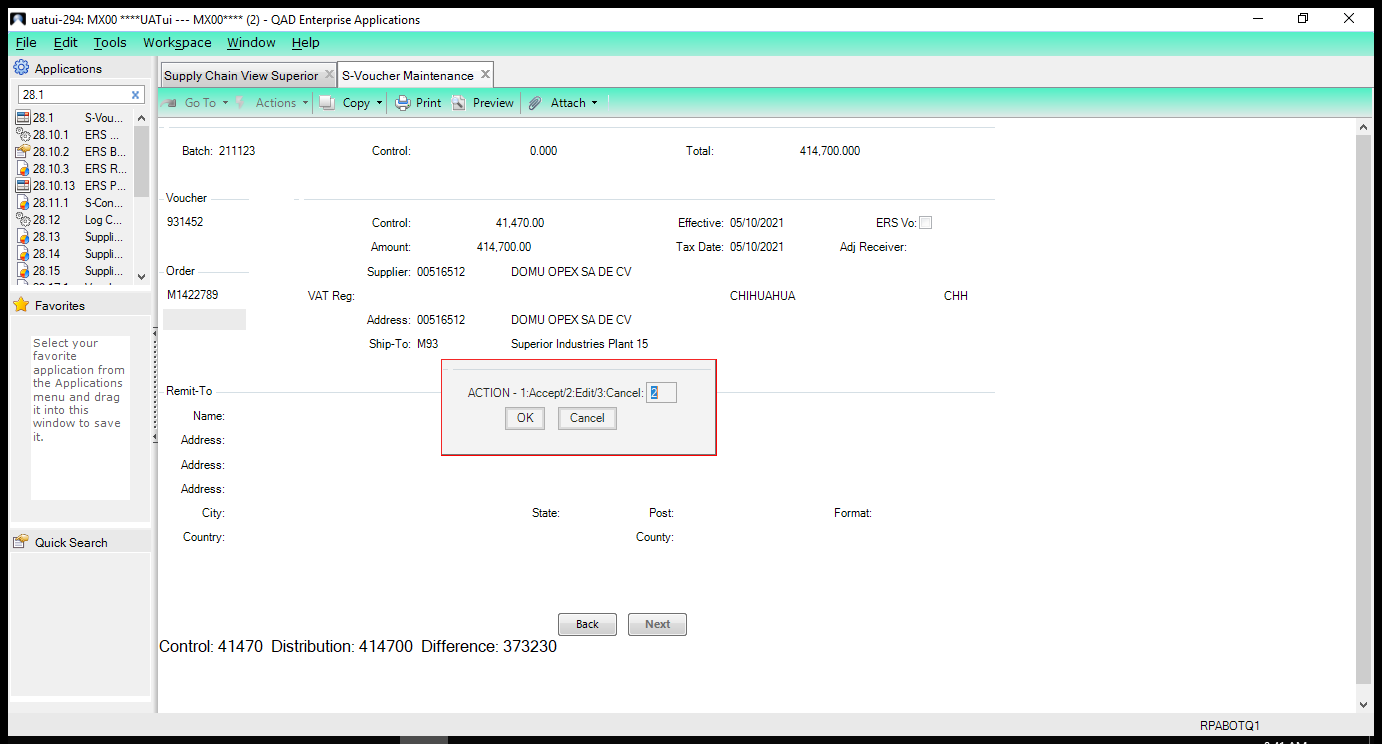 uatui-294: MX00 ****UATui --- MX00**** (2) - QAD Enterprise Applications
File Edit Tools Workspace Window Help
Applications
28.1
28.1 S-Vou...
28.10.1 ERS ...
28.10.2 ERS B...
28.10.3 ERS R...
28.10.13 ERS P...
28.11.1 S-Con...
28.12 Log C...
28.13 Suppli...
28.14 Suppli...
28.15 Suppli...
Favorites
Select your
favorite
application from
the Applications
menu and drag
it into this
window to save
it.
Quick Search
Supply Chain View Superior S-Voucher Maintenance
Go To Actions Copy Print Preview Attach
Batch: 211123 Control: 0.000 Total: 414,700.000
Voucher
931452 Control: 41,470.00 Effective: 05/10/2021 ERS Vo:
Amount: 414,700.00 Tax Date: 05/10/2021 Adj Receiver:
Order Supplier: 00516512 DOMU OPEX SA DE CV
M1422789 VAT Reg: CHIHUAHUA CHH
Address: 00516512 DOMU OPEX SA DE CV
Ship-To: M93 Superior Industries Plant 15
ACTION - 1:Accept/2:Edit/3:Cancel: 2
OK Cancel
Remit-To
Name:
Address:
Address:
Address:
City: State: Post: Format:
Country: County:
Back Next
Control: 41470 Distribution: 414700 Difference: 373230
RPABOTQ1